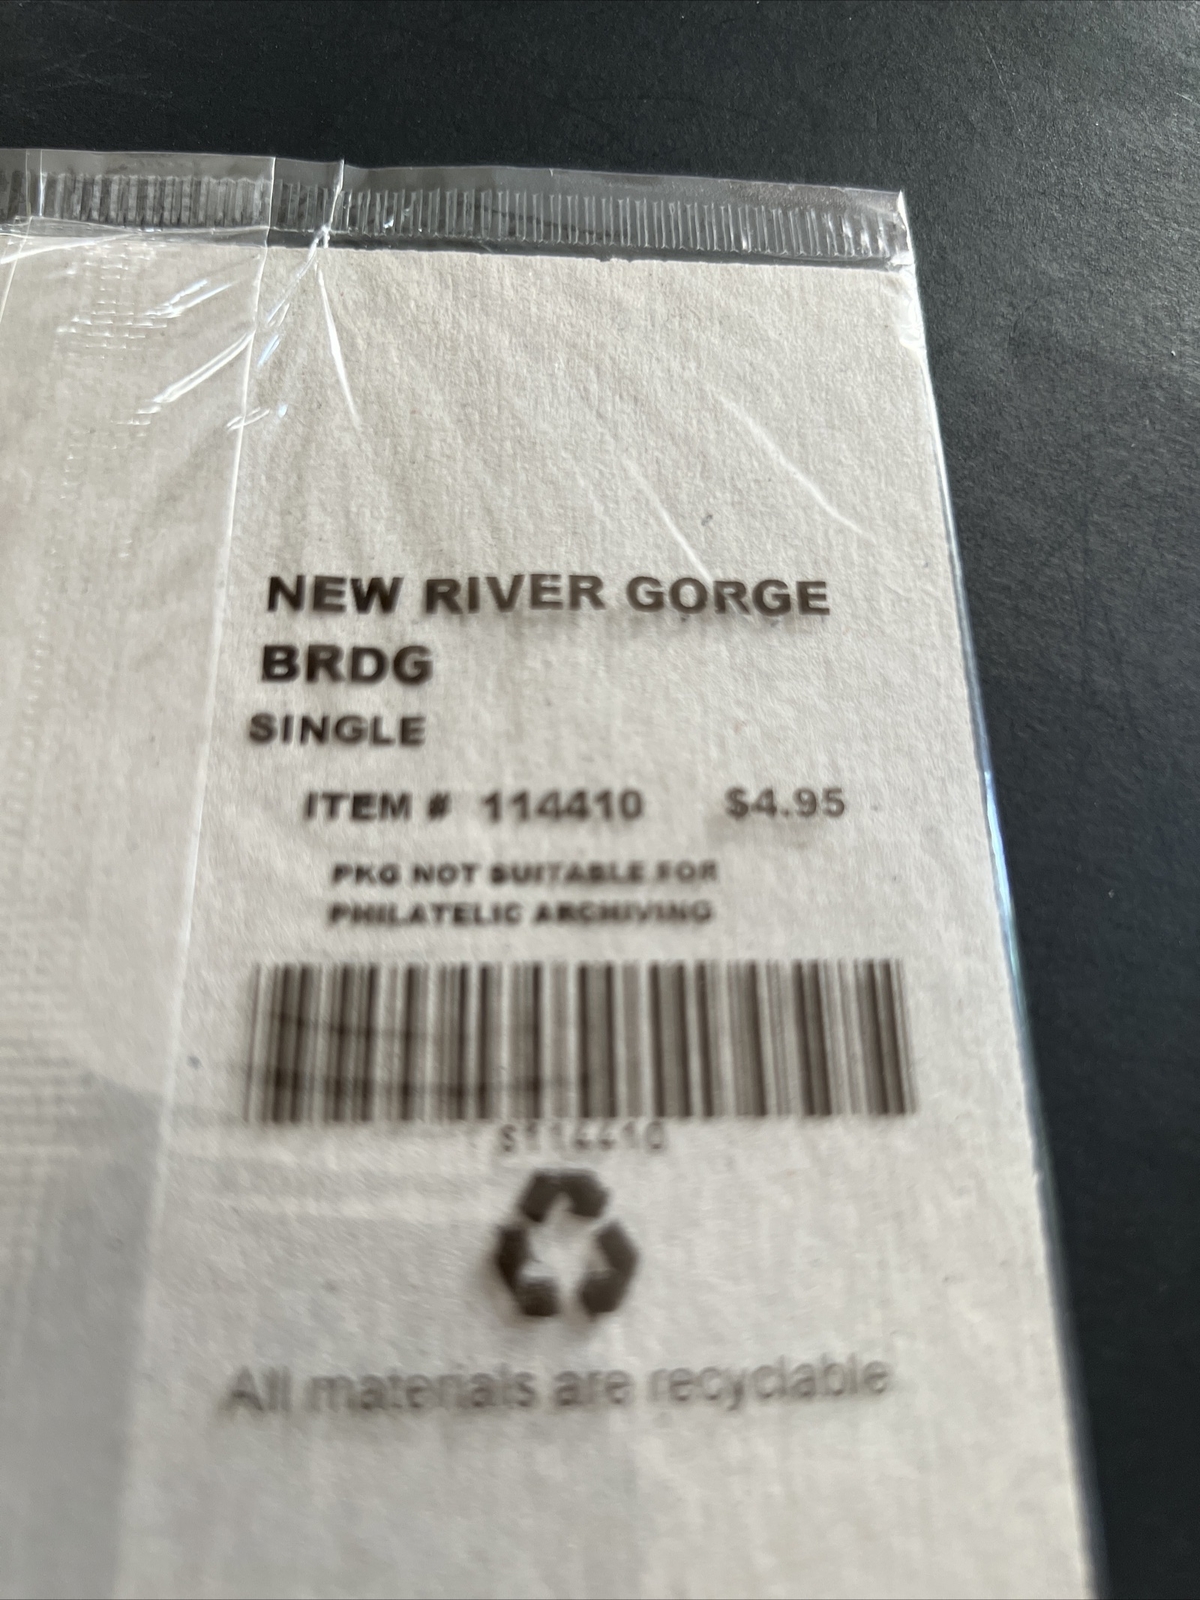 NEW RIVER GORGE
BRDG
SINGLE
ITEM # 114410 $4.95
PKG NOT SUITABLE FOR
PHILATELIC ARCHIVING
S114410
All materials are recyclable